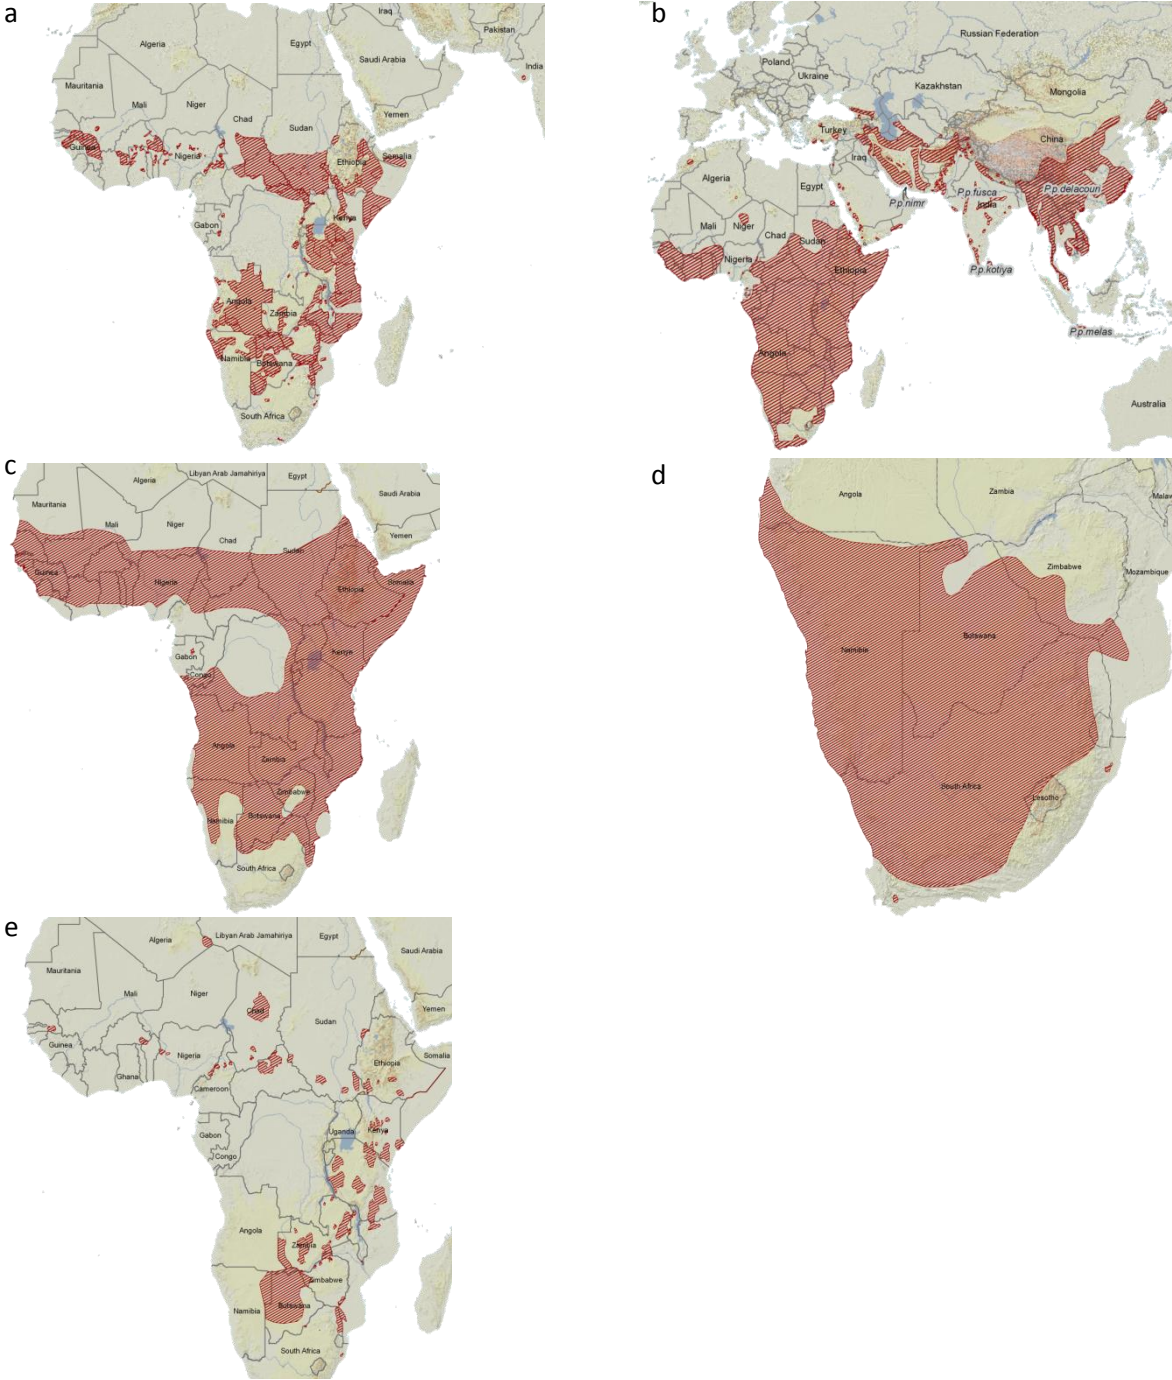 a
Iraq
Pakistan
Algeria
Egypt
Saudi Arabia
India
Mauritania
Mali
Niger
Chad
Sudan
Yemen
Guinea
Nigeria
Ethiopia
Somalia
Gabon
Kenya
Angola
Zambia
Namibia
Botswana
South Africa
b
Russian Federation
Poland
Ukraine
Kazakhstan
Mongolia
Turkey
China
Iraq
Algeria
Egypt
P.p.fusca
P.p.delacouri
India
P.p.nimr
Mali
Niger
Chad
Sudan
Nigeria
Ethiopia
P.p.kotiya
P.p.melas
Angola
Australia
c
Algeria
Libyan Arab Jamahiriya
Egypt
Mauritania
Saudi Arabia
Mali
Niger
Chad
Sudan
Yemen
Guinea
Nigeria
Ethiopia
Somalia
Gabon
Congo
Kenya
Angola
Zambia
Zimbabwe
Namibia
Botswana
South Africa
d
Angola
Zambia
Malaw
Zimbabwe
Mozambique
Namibia
Botswana
South Africa
Lesotho
e
Algeria
Libyan Arab Jamahiriya
Egypt
Saudi Arabia
Mauritania
Mali
Niger
Chad
Sudan
Yemen
Guinea
Nigeria
Ethiopia
Somalia
Ghana
Cameroon
Gabon
Uganda
Kenya
Congo
Angola
Zambia
Zimbabwe
Namibia
Botswana
South Africa